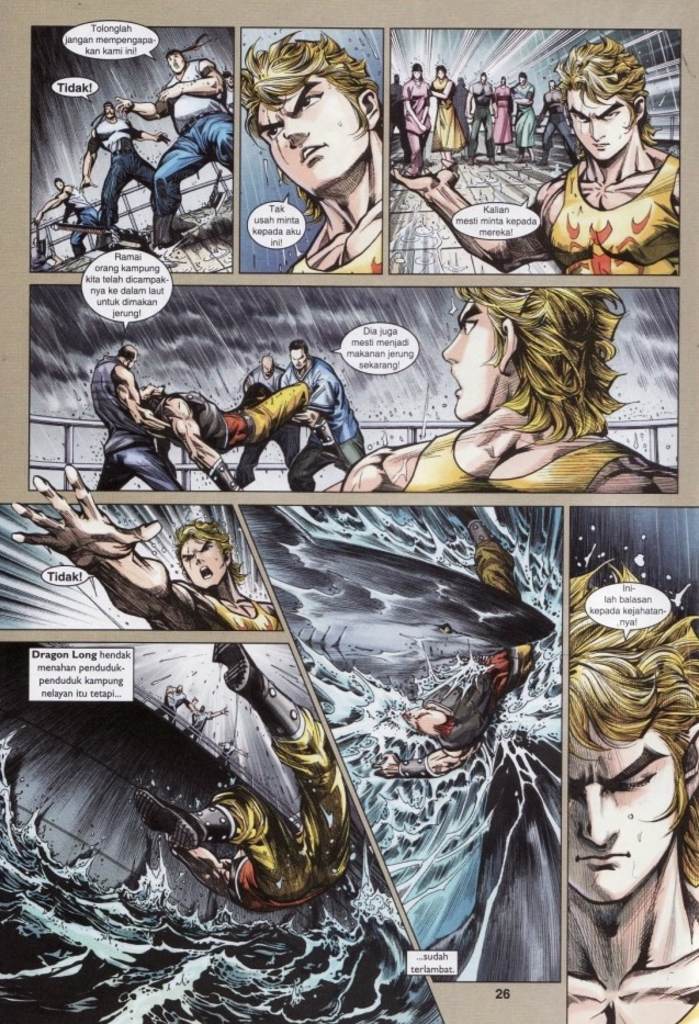 Tolonglah
jangan mempengapa-
kan kami ini!
Tidak!
Tak
usah minta
kepada aku
ini!
Kalian
mesti minta kepada
mereka!
Ramai
orang kampung
kita telah dicampak-
nya ke dalam laut
untuk dimakan
jerung!
Dia juga
mesti menjadi
makanan jerung
sekarang!
Tidak!
Dragon Long hendak
menahan penduduk-
penduduk kampung
nelayan itu tetapi...
...sudah
terlambat.
Ini-
lah balasan
kepada kejahatan-
nya!
26